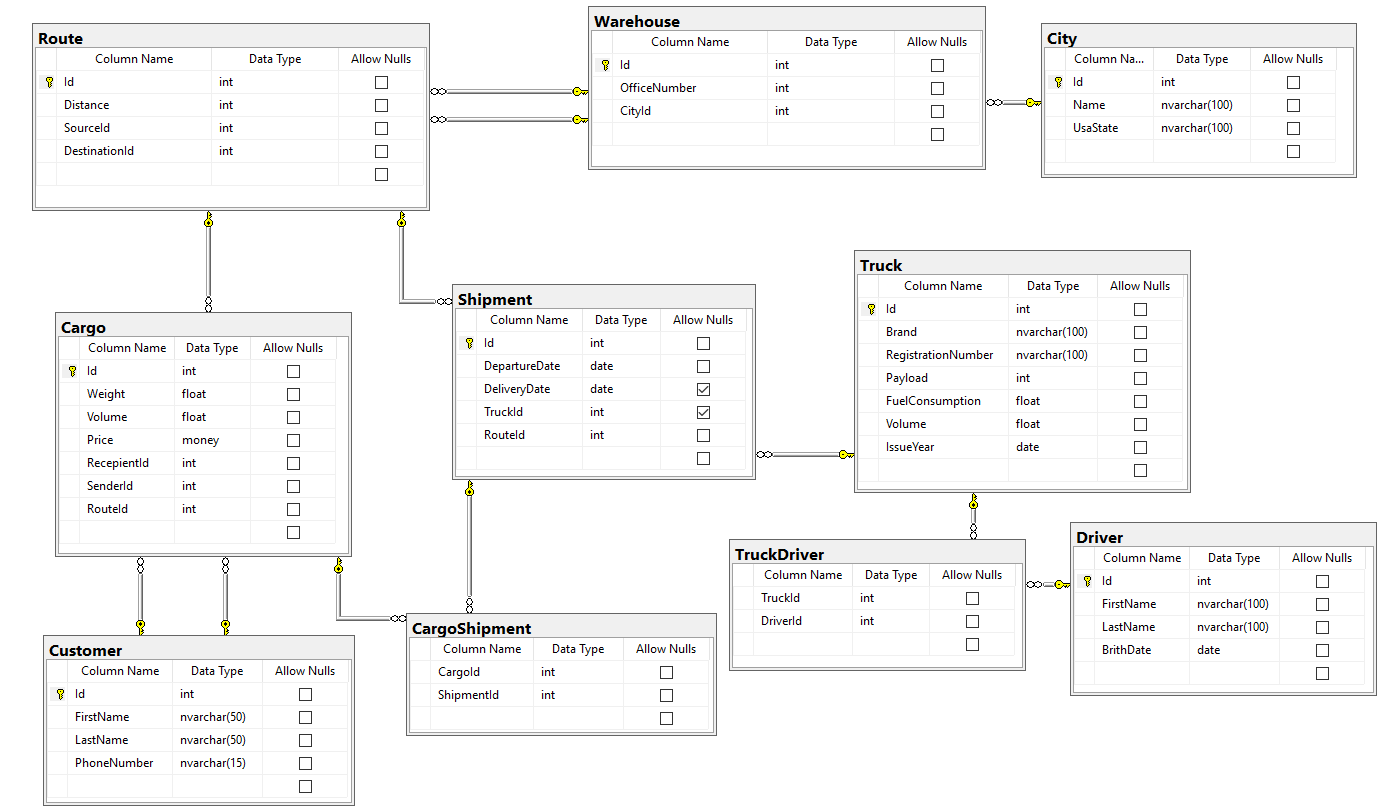 Route
Column Name Data Type Allow Nulls
Id int
Distance int
SourceId int
DestinationId int
Warehouse
Column Name Data Type Allow Nulls
Id int
OfficeNumber int
CityId int
City
Column Na... Data Type Allow Nulls
Id int
Name nvarchar(100)
UsaState nvarchar(100)
Cargo
Column Name Data Type Allow Nulls
Id int
Weight float
Volume float
Price money
RecepientId int
SenderId int
RouteId int
Shipment
Column Name Data Type Allow Nulls
Id int
DepartureDate date
DeliveryDate date
TruckId int
RouteId int
Truck
Column Name Data Type Allow Nulls
Id int
Brand nvarchar(100)
RegistrationNumber nvarchar(100)
Payload int
FuelConsumption float
Volume float
IssueYear date
Customer
Column Name Data Type Allow Nulls
Id int
FirstName nvarchar(50)
LastName nvarchar(50)
PhoneNumber nvarchar(15)
CargoShipment
Column Name Data Type Allow Nulls
CargoId int
ShipmentId int
TruckDriver
Column Name Data Type Allow Nulls
TruckId int
DriverId int
Driver
Column Name Data Type Allow Nulls
Id int
FirstName nvarchar(100)
LastName nvarchar(100)
BrithDate date